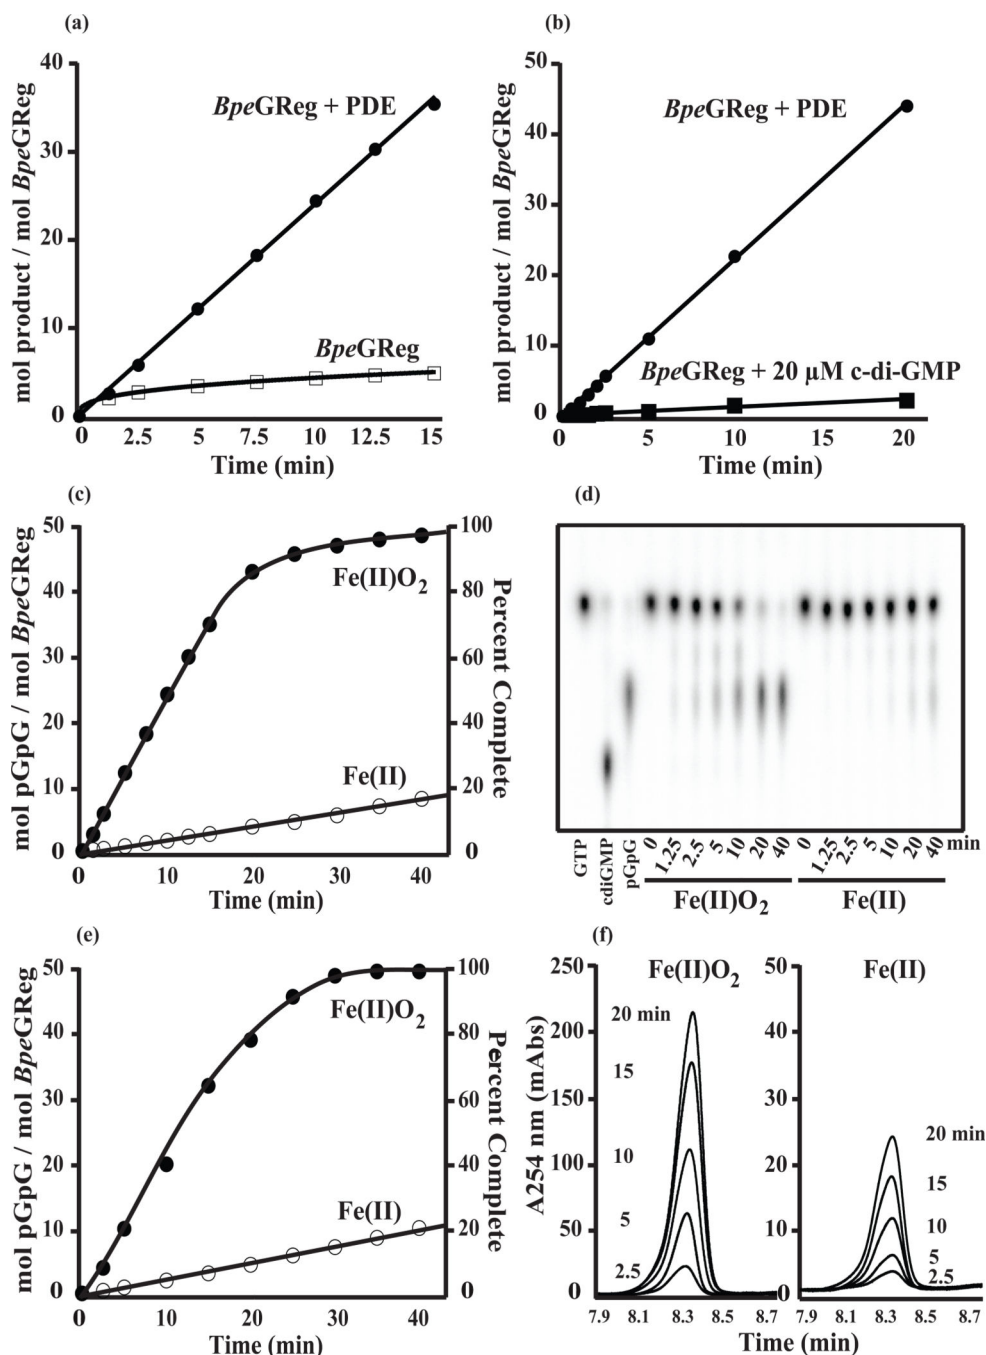 (a)
mol product / mol BpeGReg
40
30
20
10
0
BpeGReg + PDE
BpeGReg
0 2.5 5 7.5 10 12.5 15
Time (min)
(b)
mol product / mol BpeGReg
50
40
30
20
10
0
BpeGReg + PDE
BpeGReg + 20 µM c-di-GMP
0 5 10 15 20
Time (min)
(c)
mol pGpG / mol BpeGReg
50
40
30
20
10
0
Fe(II)O2
Fe(II)
100
80
60
40
20
0
Percent Complete
0 10 20 30 40
Time (min)
(d)
GTP
cdiGMP
pGpG
0 1.25 2.5 5 10 20 40
0 1.25 2.5 5 10 20 40 min
Fe(II)O2
Fe(II)
(e)
mol pGpG / mol BpeGReg
50
40
30
20
10
0
Fe(II)O2
Fe(II)
100
80
60
40
20
0
Percent Complete
0 10 20 30 40
Time (min)
(f)
A254 nm (mAbs)
Fe(II)O2
250
200
150
100
50
0
20 min
15
10
5
2.5
7.9 8.1 8.3 8.5 8.7
Fe(II)
50
40
30
20
10
0
20 min
15
10
5
2.5
7.9 8.1 8.3 8.5 8.7
Time (min)